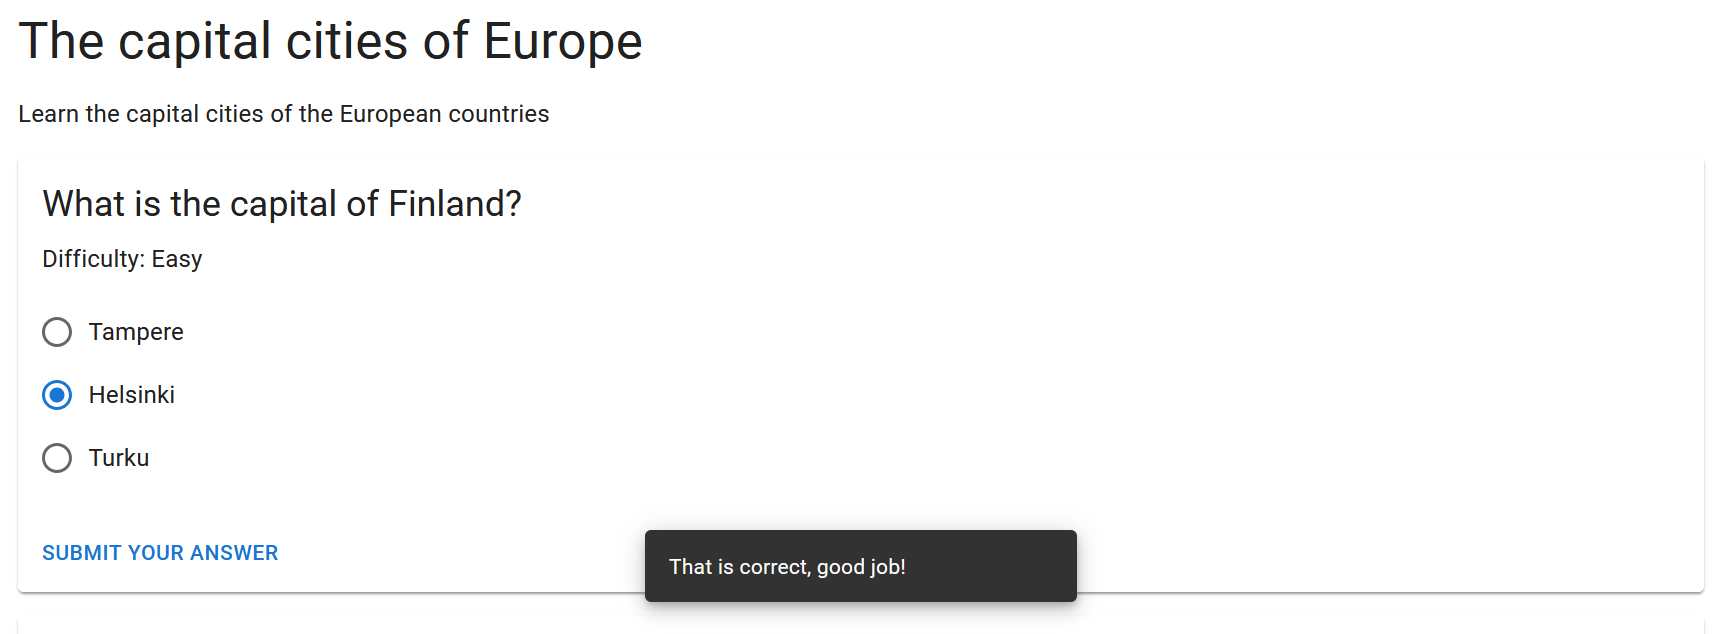 The capital cities of Europe
Learn the capital cities of the European countries
What is the capital of Finland?
Difficulty: Easy
Tampere
Helsinki
Turku
SUBMIT YOUR ANSWER
That is correct, good job!